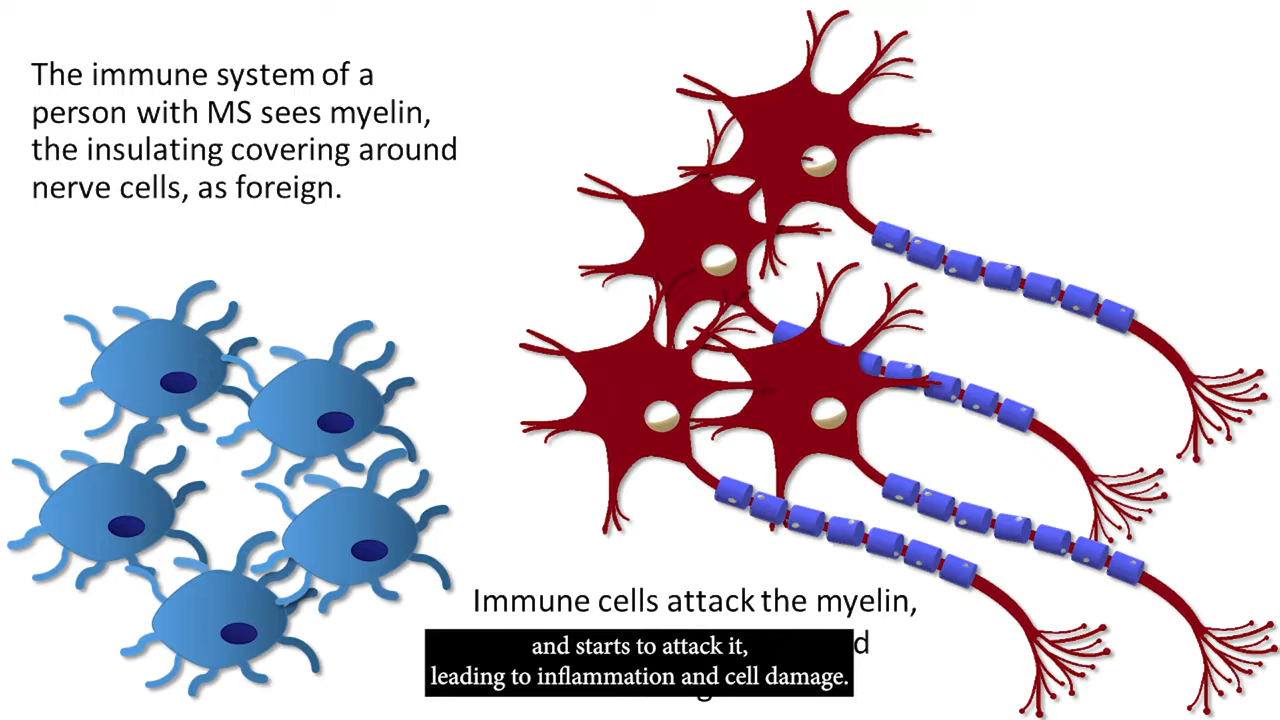 The immune system of a
person with MS sees myelin,
the insulating covering around
nerve cells, as foreign.
Immune cells attack the myelin,
and starts to attack it,
leading to inflammation and cell damage.